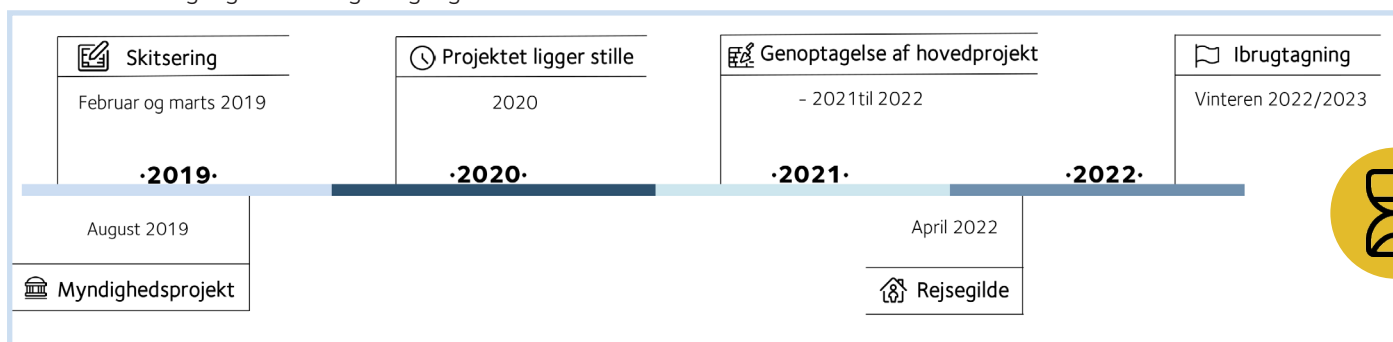 Skitsering
Februar og marts 2019
Projektet ligger stille
2020
Genoptagelse af hovedprojekt
- 2021til 2022
Ibrugtagning
Vinteren 2022/2023
·2019·
·2020·
·2021·
·2022·
August 2019
Myndighedsprojekt
April 2022
Rejsegilde